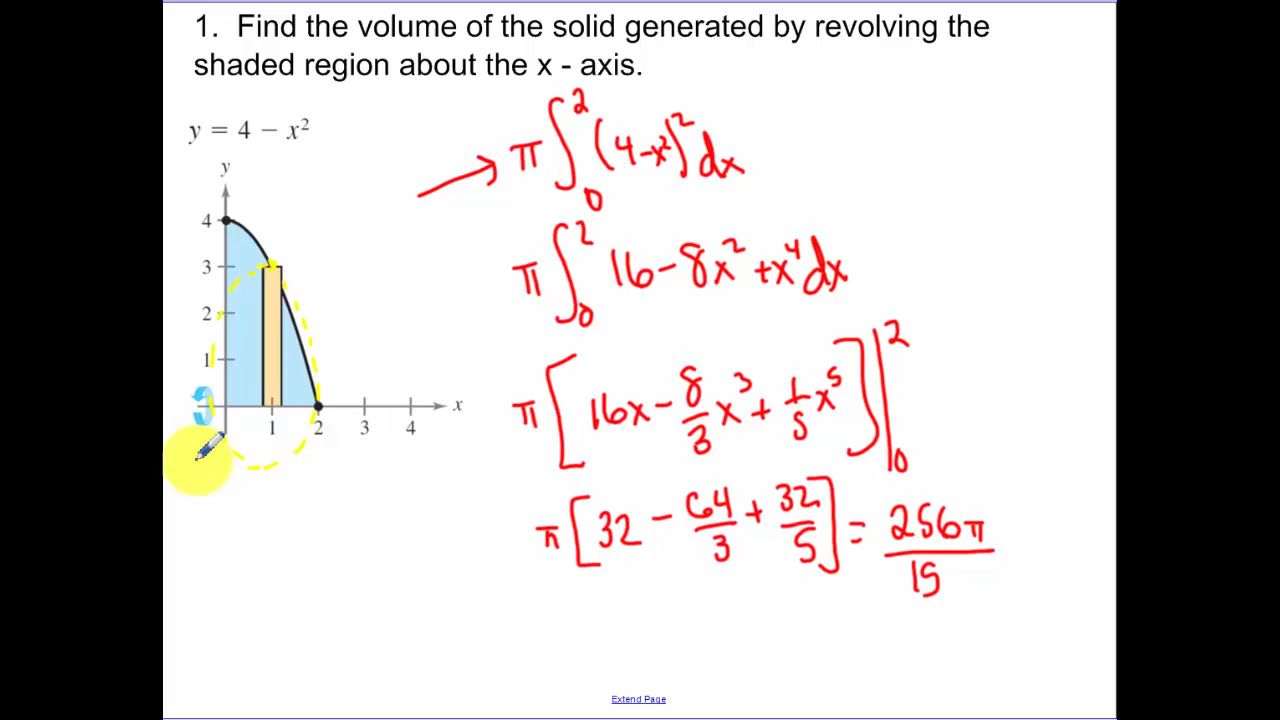 1. Find the volume of the solid generated by revolving the
shaded region about the x - axis.
y = 4 − x²
y
4
3
2
1
1 2 3 4
x
π ∫₀² (4-x²)² dx
π ∫₀² 16 - 8x² + x⁴ dx
π [16x - 8/3 x³ + 1/5 x⁵]|₀²
π [32 - 64/3 + 32/5] = 256π/15
Extend Page